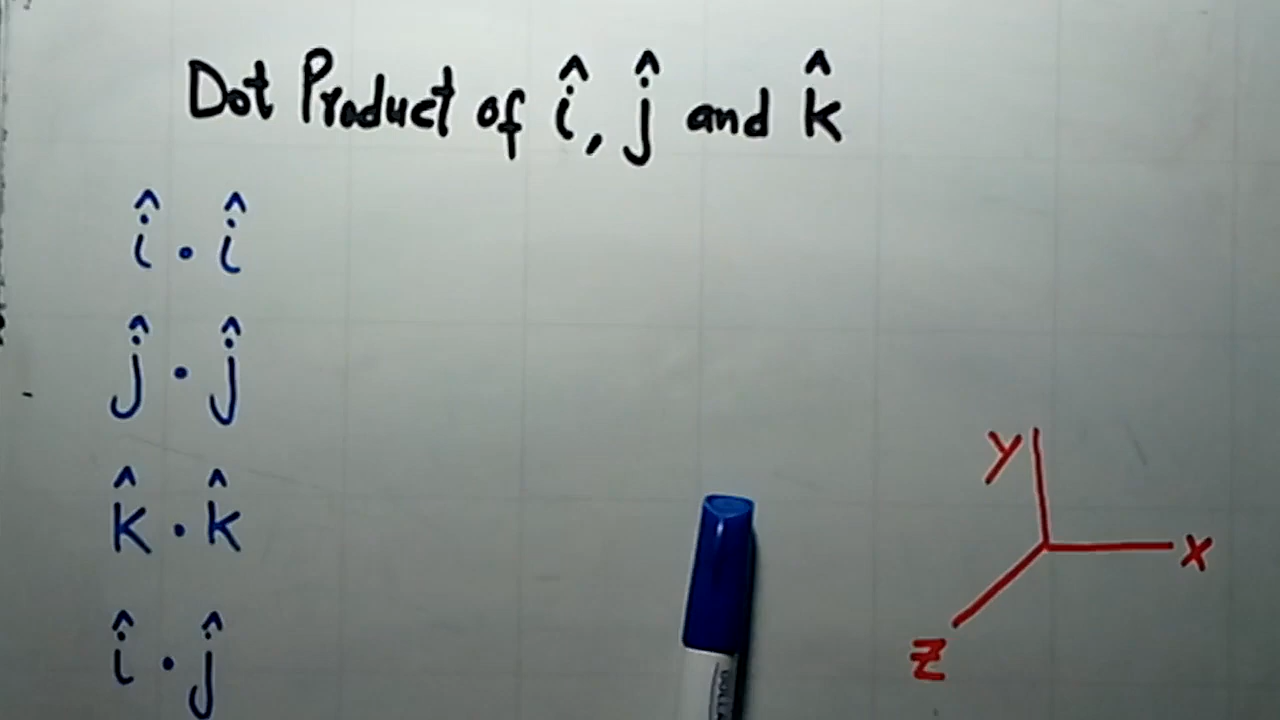 Dot Product of î, ĵ and k̂
î · î
ĵ · ĵ
k̂ · k̂
î · ĵ
y
x
z